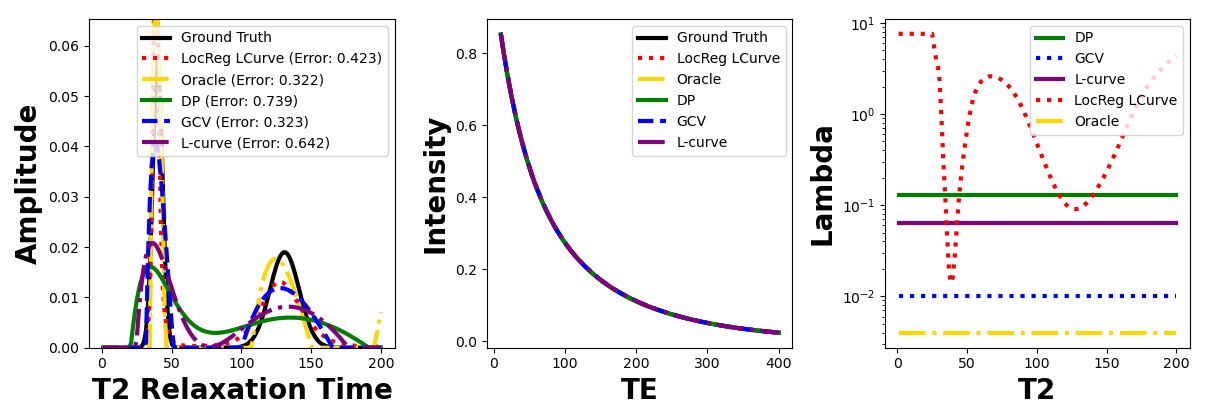 Amplitude
0.06
0.05
0.04
0.03
0.02
0.01
0.00
Ground Truth
LocReg LCurve (Error: 0.423)
Oracle (Error: 0.322)
DP (Error: 0.739)
GCV (Error: 0.323)
L-curve (Error: 0.642)
0 50 100 150 200
T2 Relaxation Time
Intensity
0.8
0.6
0.4
0.2
0.0
Ground Truth
LocReg LCurve
Oracle
DP
GCV
L-curve
0 100 200 300 400
TE
Lambda
10¹
10⁰
10⁻¹
10⁻²
DP
GCV
L-curve
LocReg LCurve
Oracle
0 50 100 150 200
T2